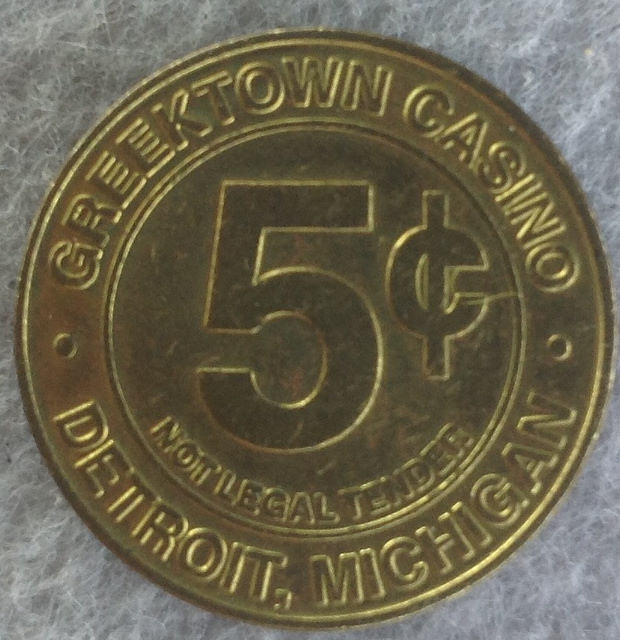 GREEKTOWN CASINO
5¢
NOT LEGAL TENDER
DETROIT, MICHIGAN